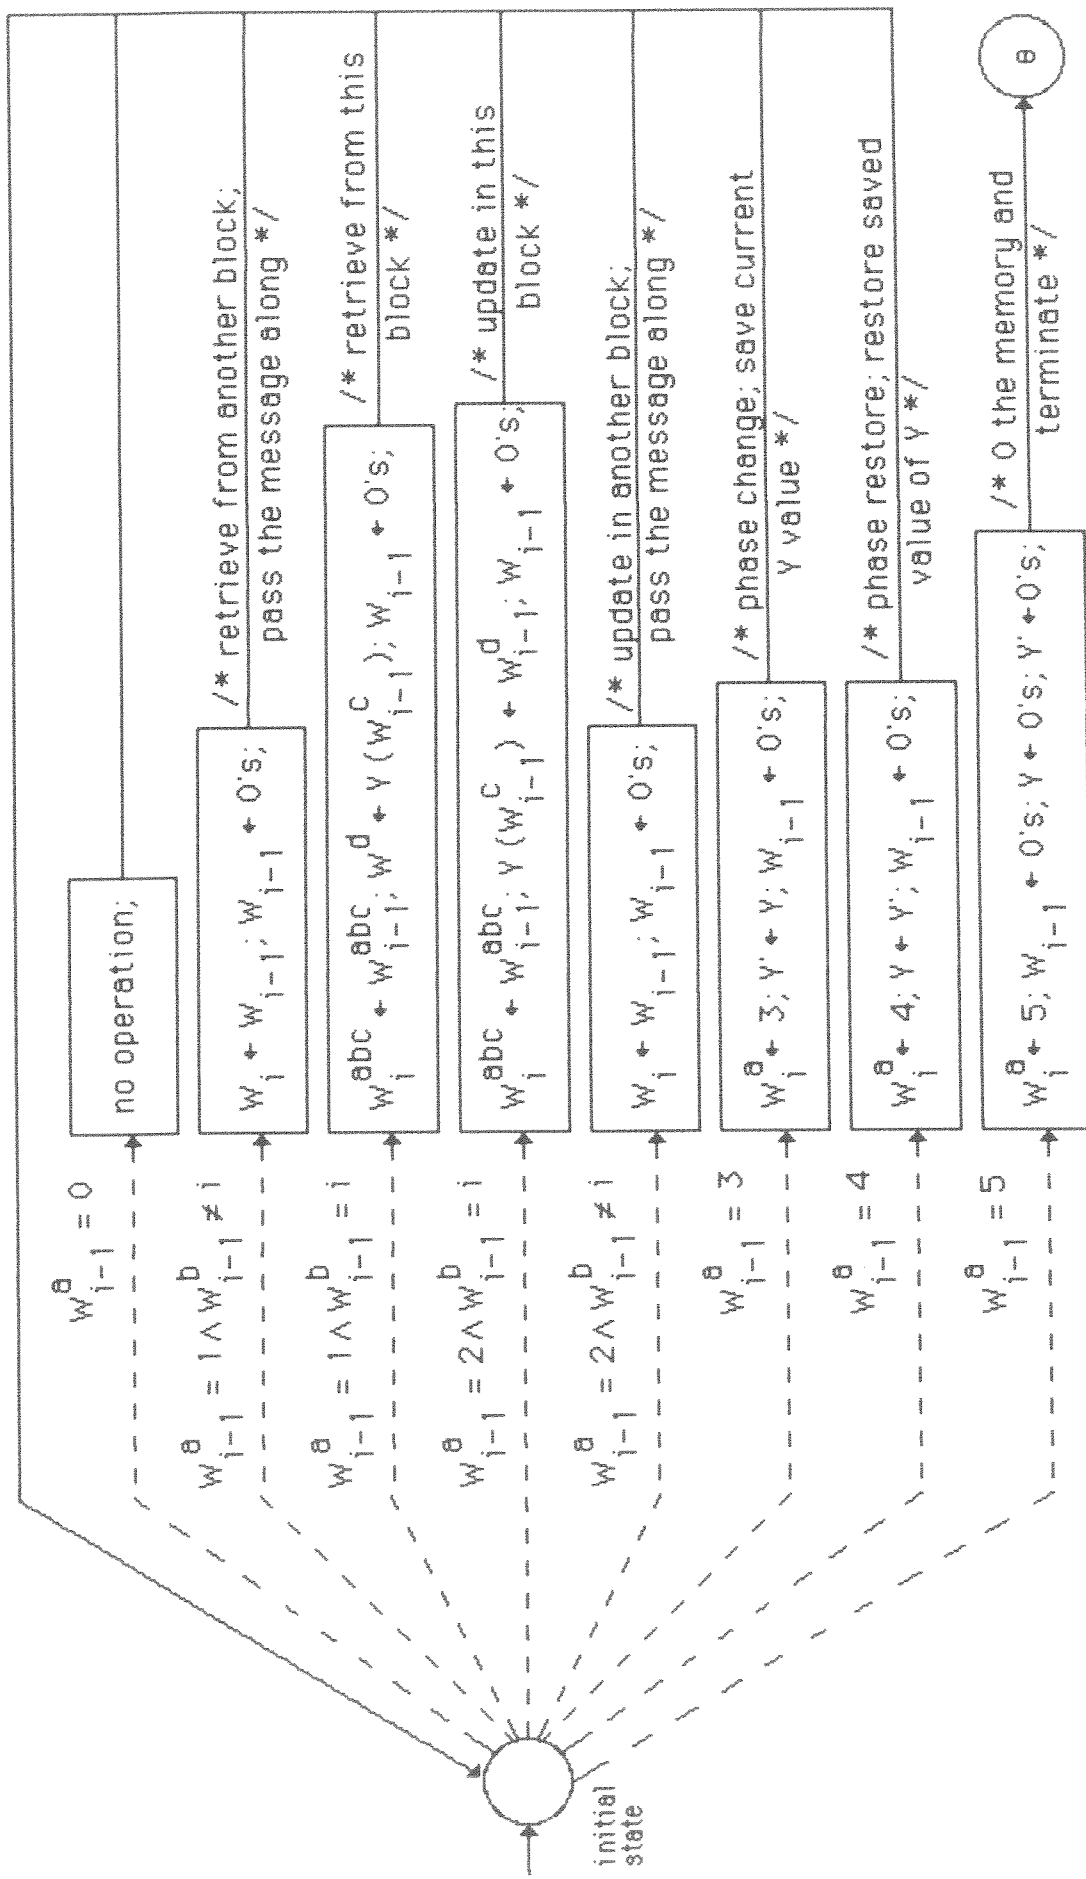 initial
state
W^a_{i-1} = 0
no operation;
W^a_{i-1} = 1 ∧ W^b_{i-1} ≠ i
W_i ← W_{i-1}; W_{i-1} ← 0's;
/* retrieve from another block;
pass the message along */
W^a_{i-1} = 1 ∧ W^b_{i-1} = i
W^{abc}_i ← W^{abc}_{i-1}; W^d ← Y(W^c_{i-1}); W_{i-1} ← 0's;
/* retrieve from this
block */
W^a_{i-1} = 2 ∧ W^b_{i-1} = i
W^{abc}_i ← W^{abc}_{i-1}; Y(W^c_{i-1}) ← W^d_{i-1}; W_{i-1} ← 0's;
/* update in this
block */
W^a_{i-1} = 2 ∧ W^b_{i-1} ≠ i
W_i ← W_{i-1}; W_{i-1} ← 0's;
/* update in another block;
pass the message along */
W^a_{i-1} = 3
W^a_i ← 3; Y' ← Y; W_{i-1} ← 0's;
/* phase change; save current
Y value */
W^a_{i-1} = 4
W^a_i ← 4; Y ← Y'; W_{i-1} ← 0's;
/* phase restore; restore saved
value of Y */
W^a_{i-1} = 5
W^a_i ← 5; W_{i-1} ← 0's; Y ← 0's; Y' ← 0's;
/* 0 the memory and
terminate */
θ